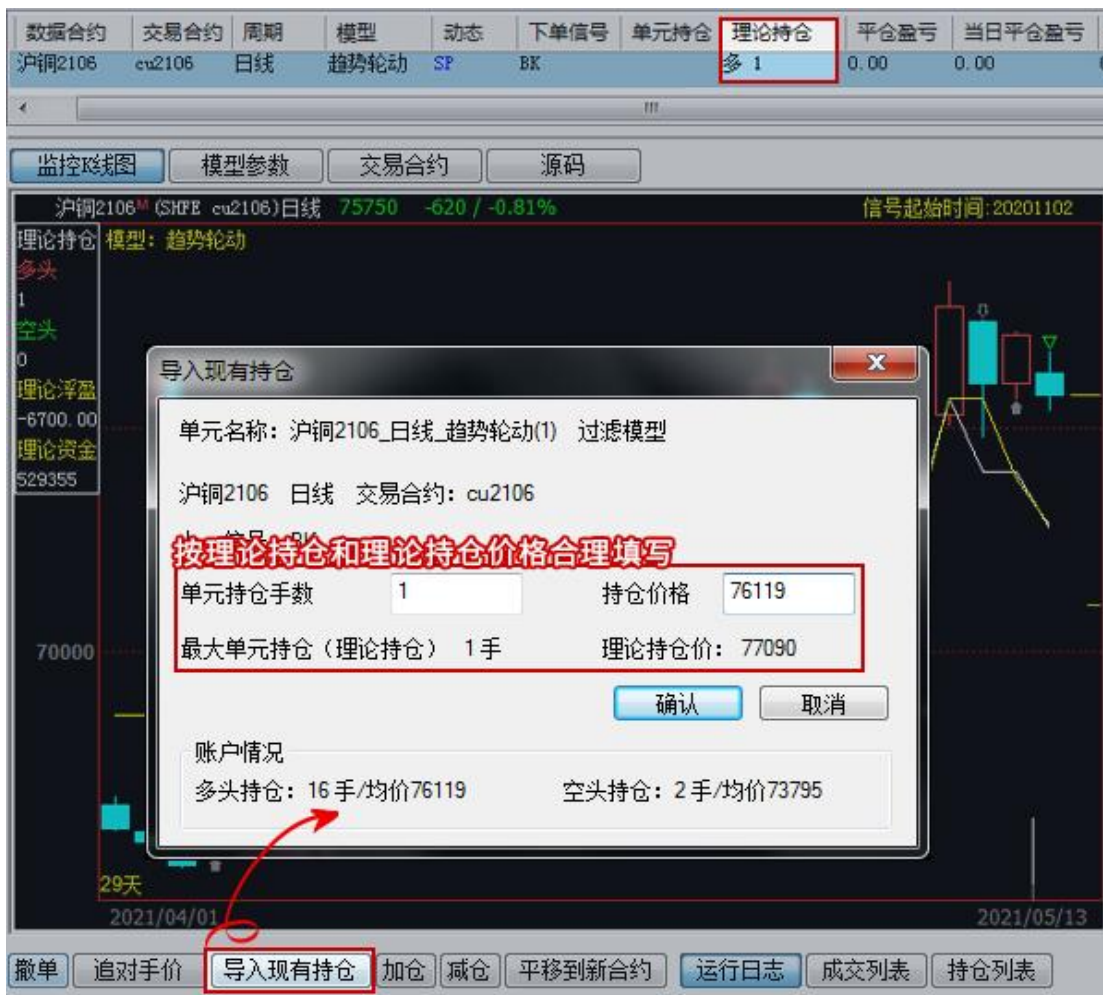 数据合约 交易合约 周期 模型 动态 下单信号 单元持仓 理论持仓 平仓盈亏 当日平仓盈亏
沪铜2106 cu2106 日线 趋势轮动 SP BK 多 1 0.00 0.00
监控K线图 模型参数 交易合约 源码
沪铜2106M (SHFE cu2106)日线 75750 -620 / -0.81% 信号起始时间:20201102
理论持仓 模型：趋势轮动
多头
1
空头
0
理论浮盈
-6700.00
理论资金
529355
导入现有持仓
单元名称：沪铜2106_日线_趋势轮动(1) 过滤模型
沪铜2106 日线 交易合约：cu2106
按理论持仓和理论持仓价格合理填写
单元持仓手数 1 持仓价格 76119
最大单元持仓（理论持仓） 1手 理论持仓价：77090
确认 取消
账户情况
多头持仓：16手/均价76119 空头持仓：2手/均价73795
70000
29天
2021/04/01 2021/05/13
撤单 追对手价 导入现有持仓 加仓 减仓 平移到新合约 运行日志 成交列表 持仓列表